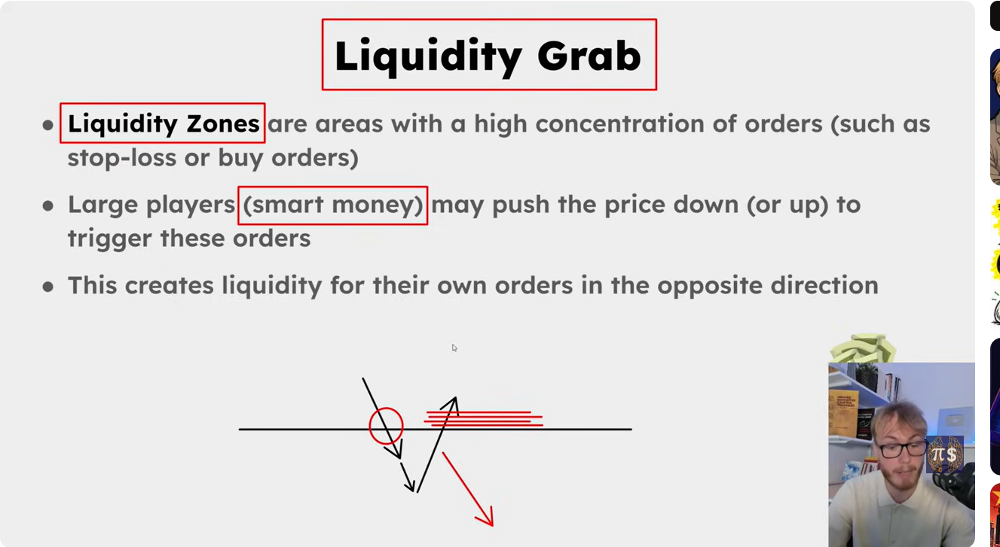 Liquidity Grab
● Liquidity Zones are areas with a high concentration of orders (such as
stop-loss or buy orders)
● Large players (smart money) may push the price down (or up) to
trigger these orders
● This creates liquidity for their own orders in the opposite direction
π$